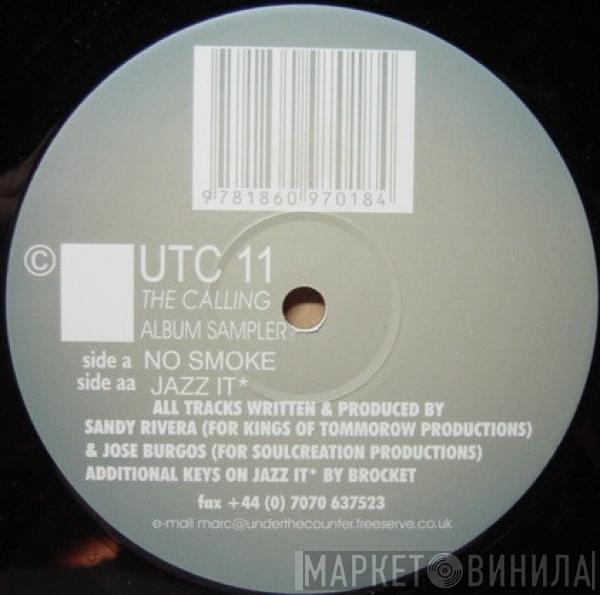 9 781860 970184
© UTC 11
THE CALLING
ALBUM SAMPLER
side a NO SMOKE
side aa JAZZ IT*
ALL TRACKS WRITTEN & PRODUCED BY
SANDY RIVERA (FOR KINGS OF TOMMOROW PRODUCTIONS)
& JOSE BURGOS (FOR SOULCREATION PRODUCTIONS)
ADDITIONAL KEYS ON JAZZ IT* BY BROCKET
fax +44 (0) 7070 637523
e-mail marc@underthecounter.freeserve.co.uk
МАРКЕТ ВИНИЛА